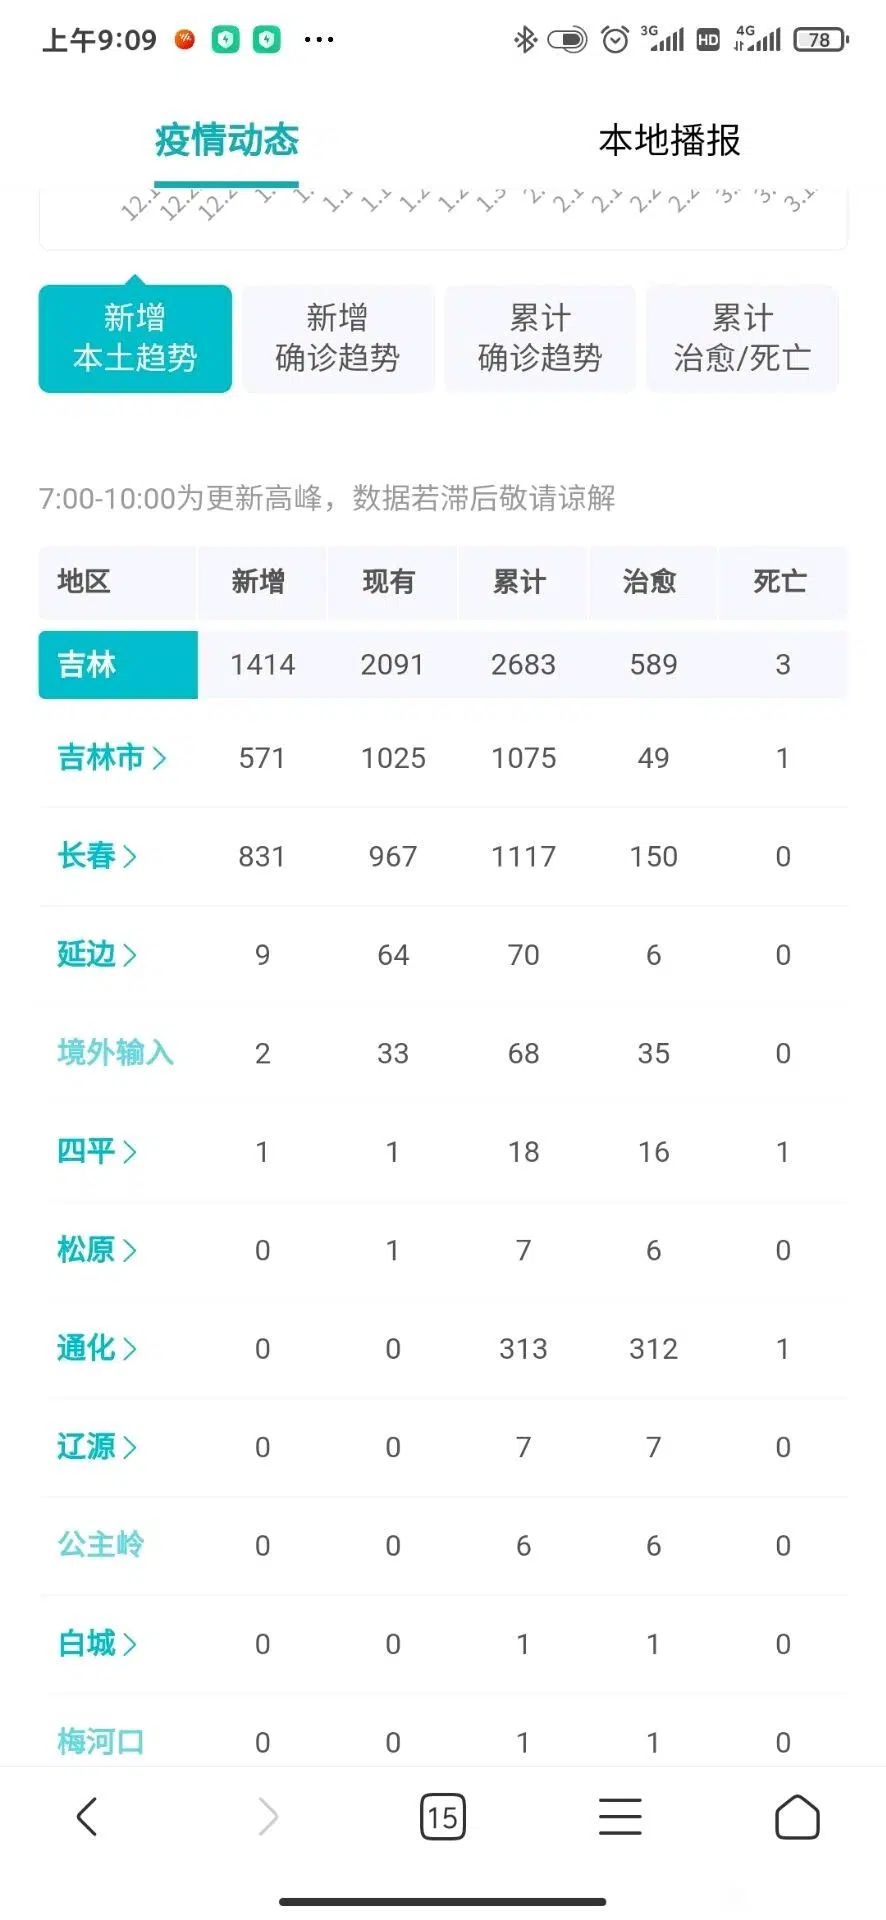 上午9:09 ... 3G HD 4G 78
疫情动态 本地播报
新增 本土趋势 新增 确诊趋势 累计 确诊趋势 累计 治愈/死亡
7:00-10:00为更新高峰，数据若滞后敬请谅解
地区 新增 现有 累计 治愈 死亡
吉林 1414 2091 2683 589 3
吉林市 571 1025 1075 49 1
长春 831 967 1117 150 0
延边 9 64 70 6 0
境外输入 2 33 68 35 0
四平 1 1 18 16 1
松原 0 1 7 6 0
通化 0 0 313 312 1
辽源 0 0 7 7 0
公主岭 0 0 6 6 0
白城 0 0 1 1 0
梅河口 0 0 1 1 0
15